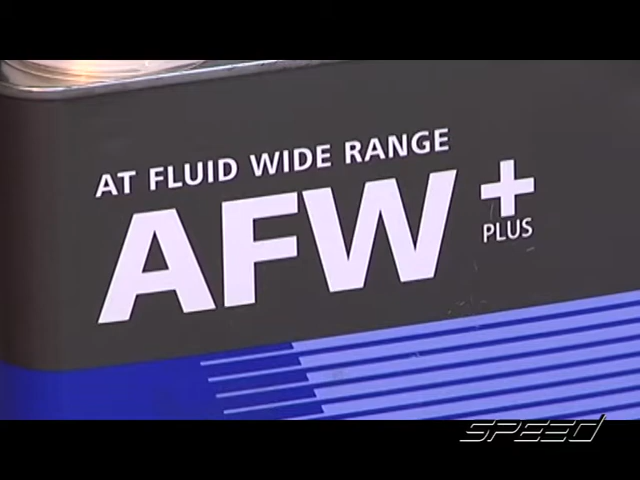 AT FLUID WIDE RANGE
AFW+
PLUS
SPEED